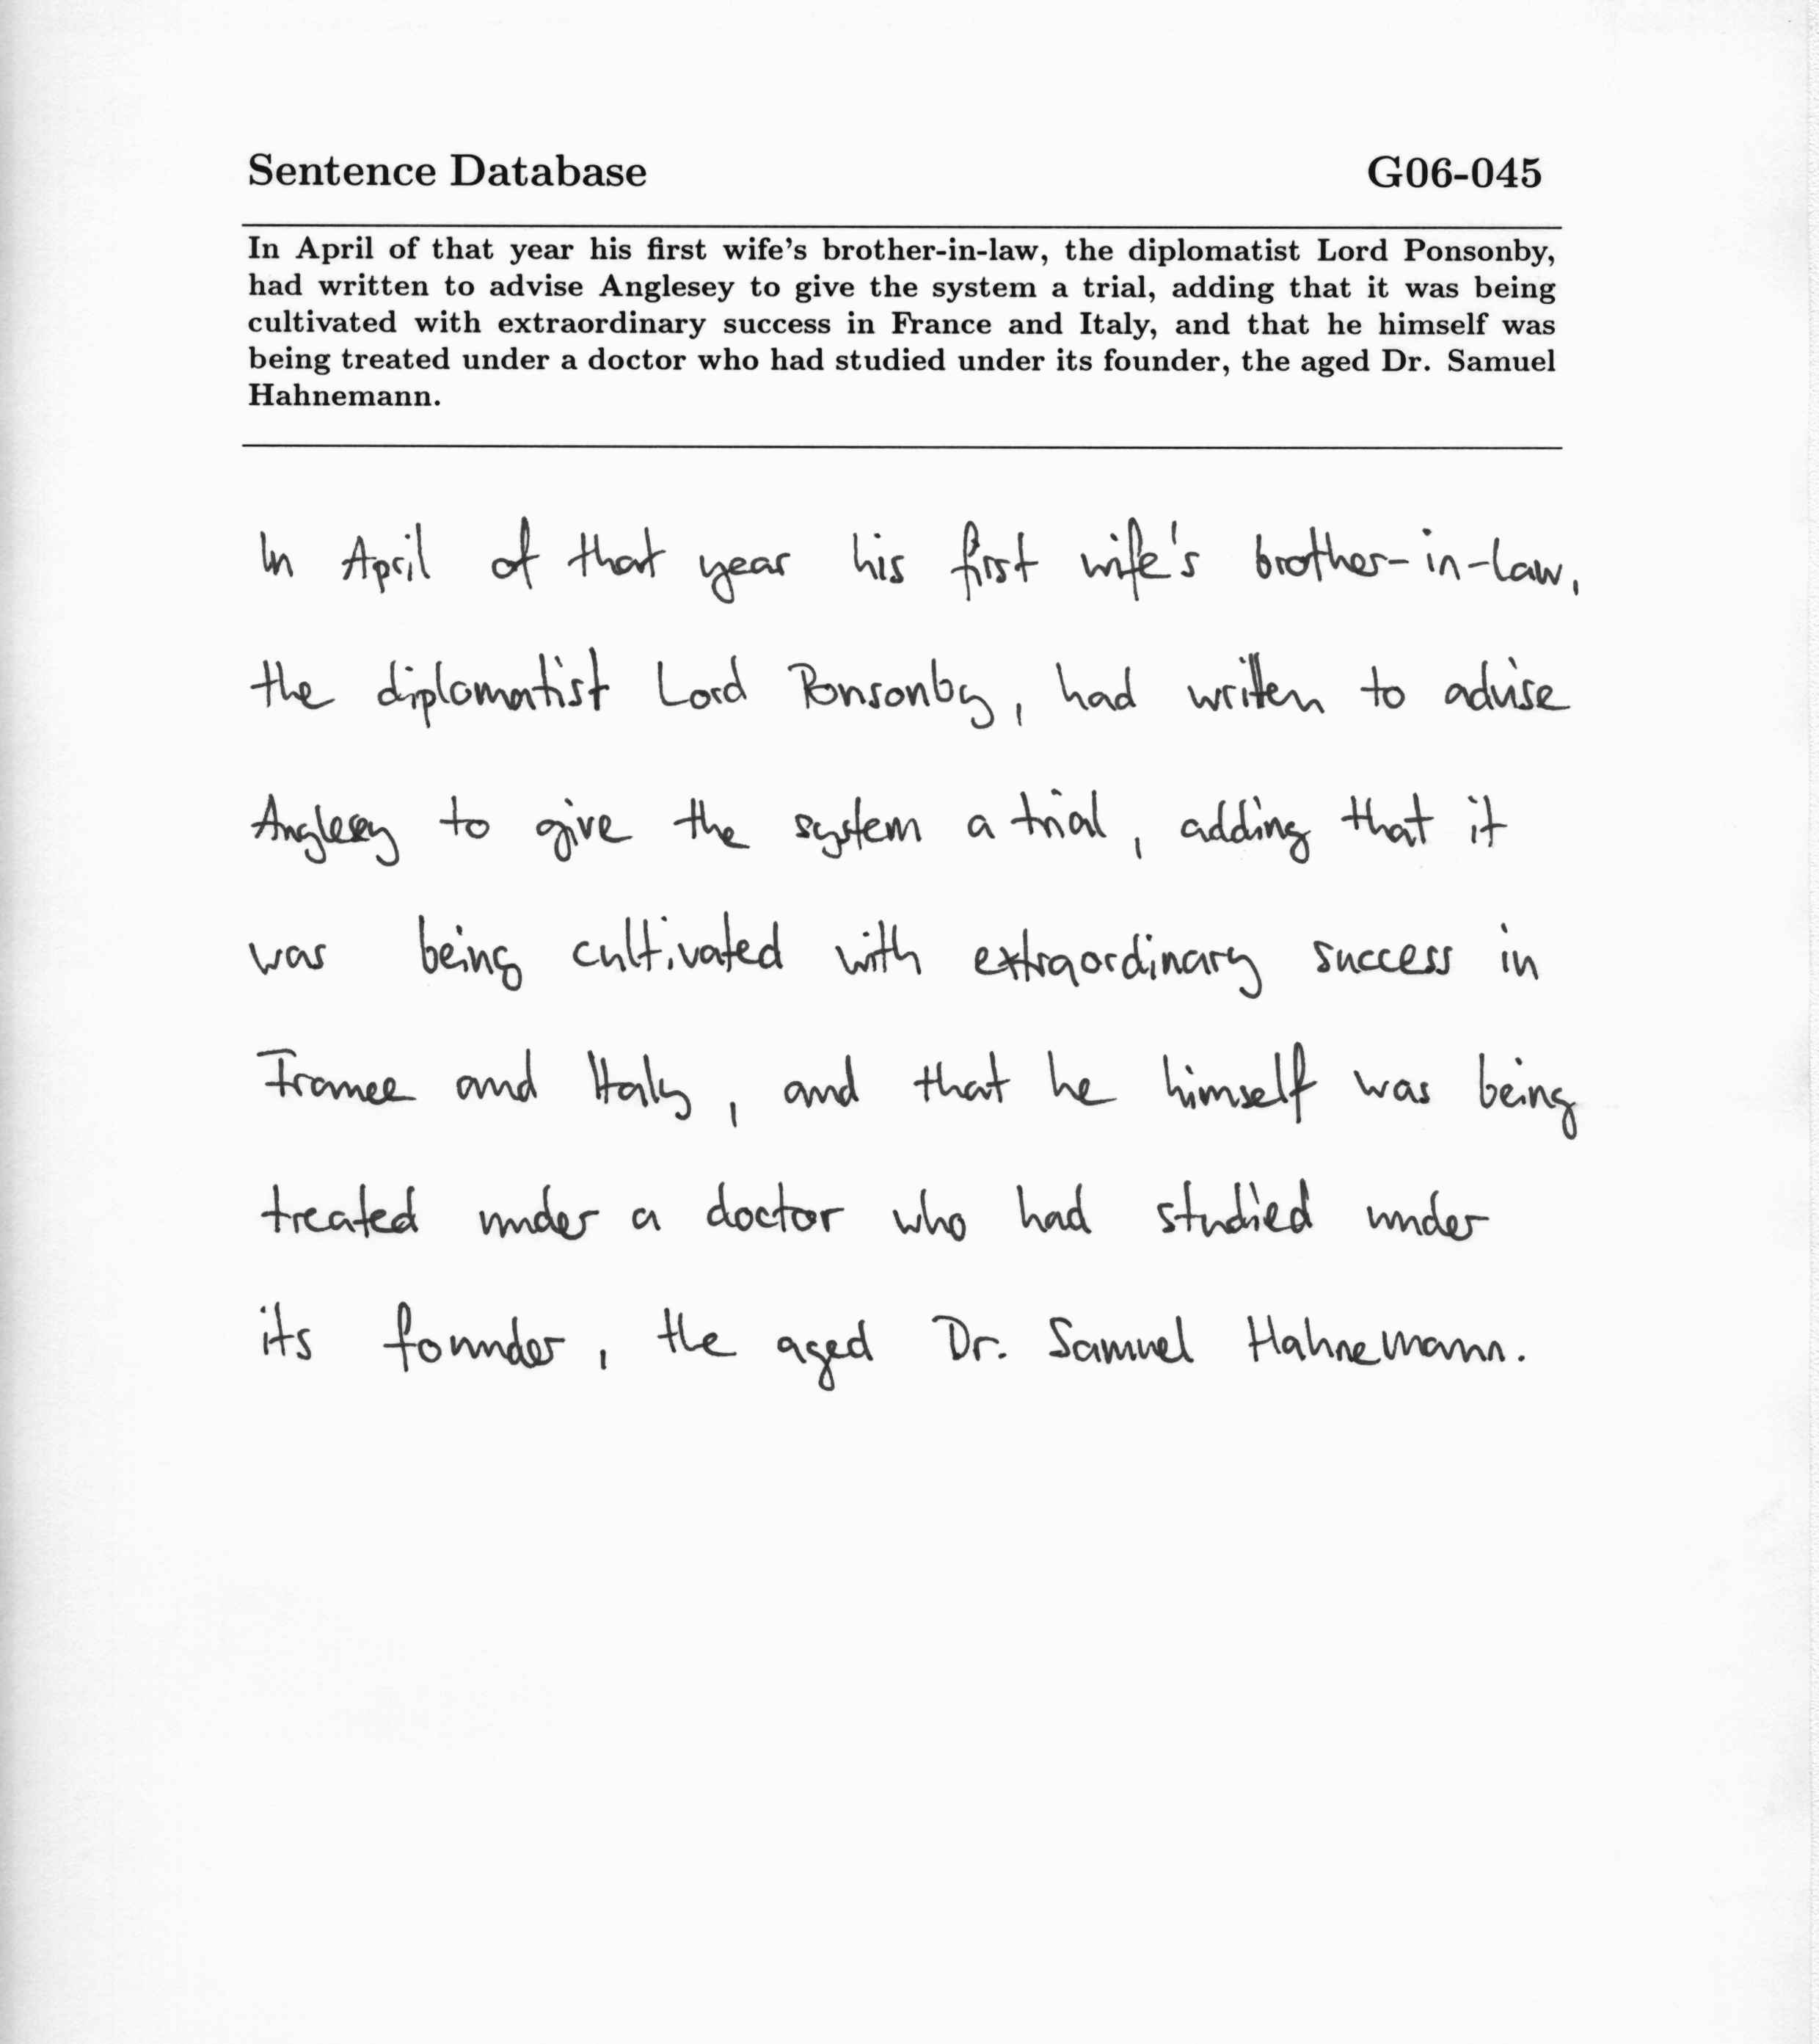 Sentence Database G06-045
In April of that year his first wife's brother-in-law, the diplomatist Lord Ponsonby,
had written to advise Anglesey to give the system a trial, adding that it was being
cultivated with extraordinary success in France and Italy, and that he himself was
being treated under a doctor who had studied under its founder, the aged Dr. Samuel
Hahnemann.
In April of that year his first wife's brother-in-law,
the diplomatist Lord Ponsonby, had written to advise
Anglesey to give the system a trial, adding that it
was being cultivated with extraordinary success in
France and Italy, and that he himself was being
treated under a doctor who had studied under
its founder, the aged Dr. Samuel Hahnemann.